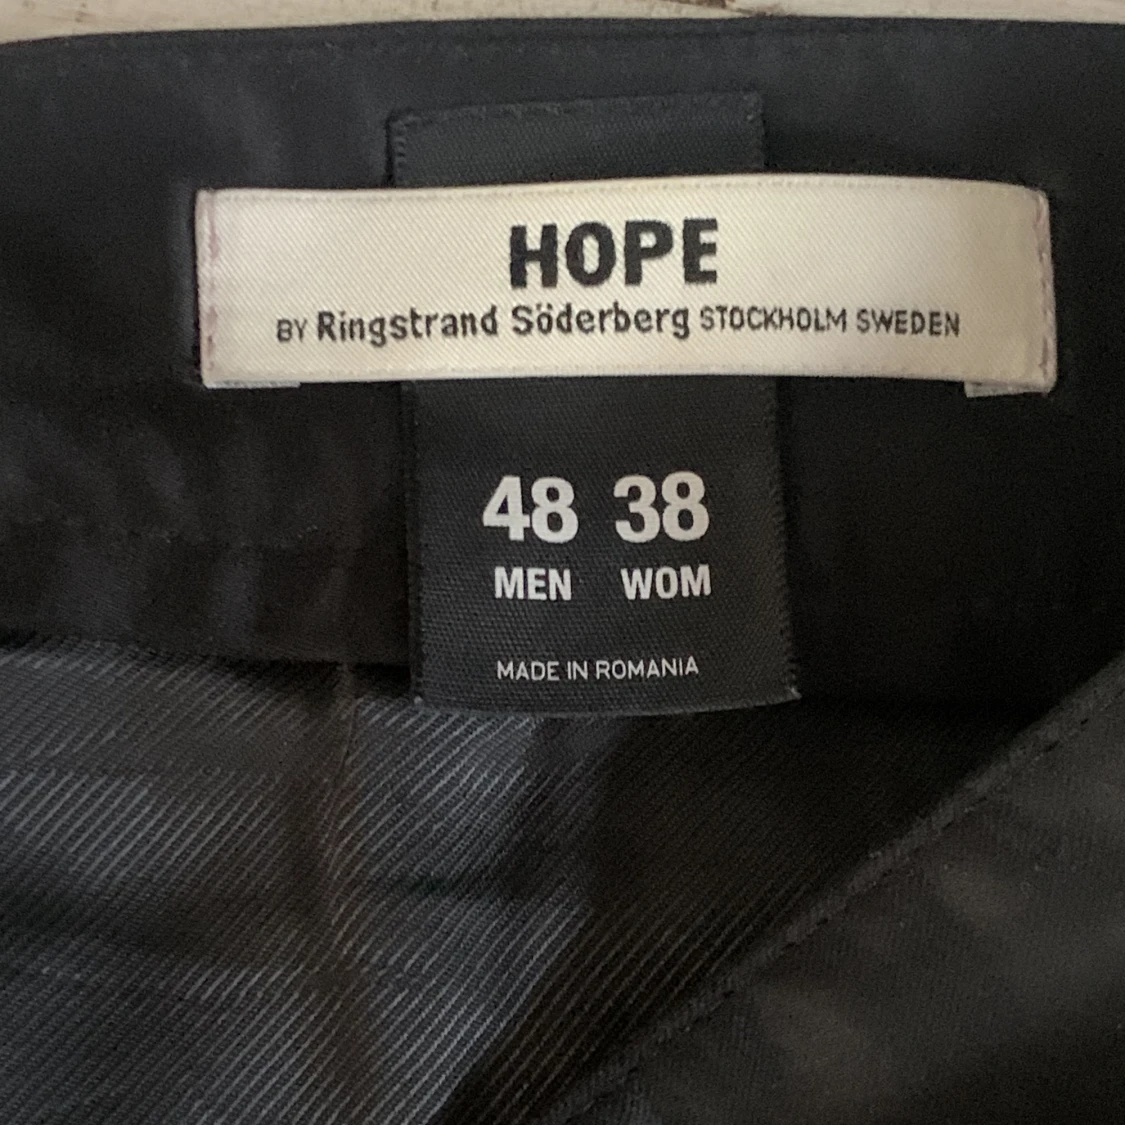 HOPE
BY Ringstrand Söderberg STOCKHOLM SWEDEN
48 38
MEN WOM
MADE IN ROMANIA